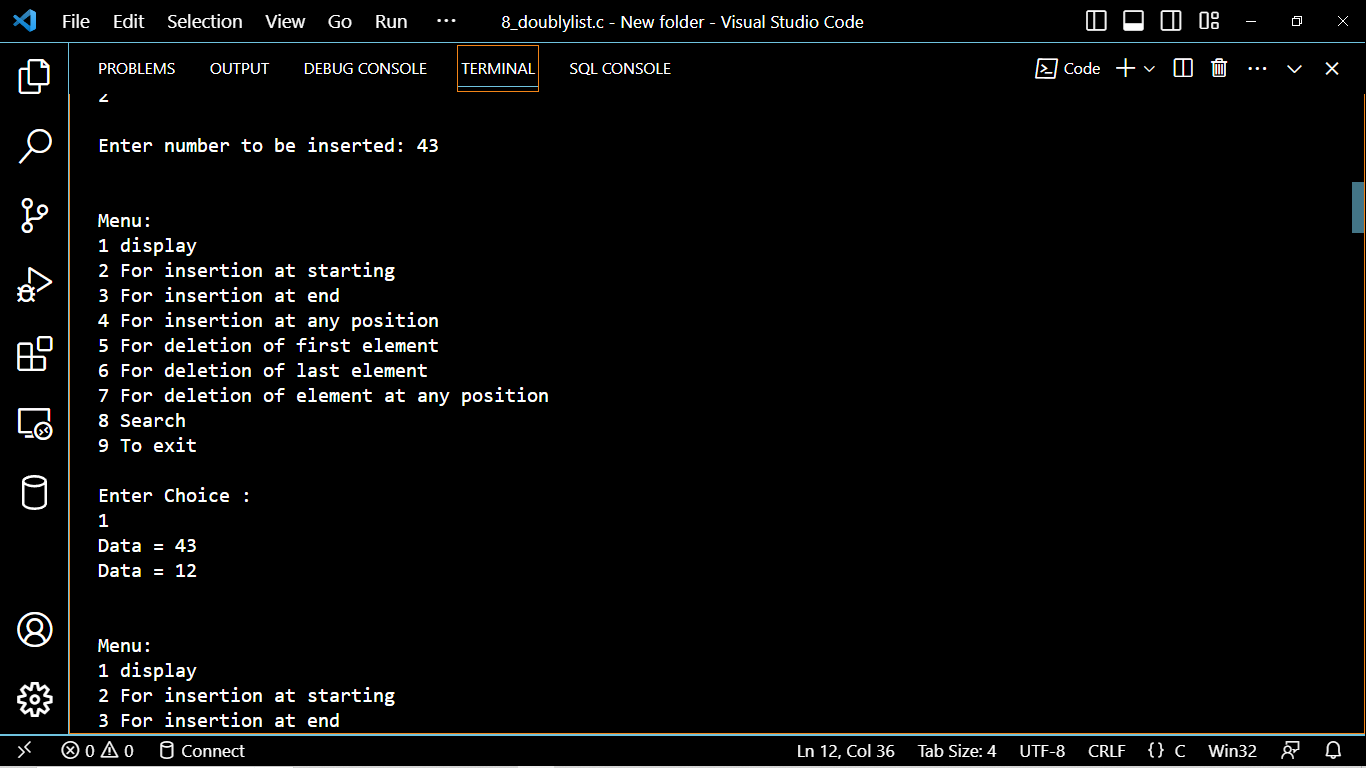 File Edit Selection View Go Run ··· 8_doublylist.c - New folder - Visual Studio Code
PROBLEMS OUTPUT DEBUG CONSOLE TERMINAL SQL CONSOLE Code
2
Enter number to be inserted: 43
Menu:
1 display
2 For insertion at starting
3 For insertion at end
4 For insertion at any position
5 For deletion of first element
6 For deletion of last element
7 For deletion of element at any position
8 Search
9 To exit
Enter Choice :
1
Data = 43
Data = 12
Menu:
1 display
2 For insertion at starting
3 For insertion at end
0 0 Connect Ln 12, Col 36 Tab Size: 4 UTF-8 CRLF {} C Win32